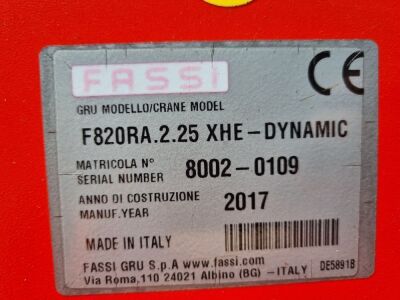 FASSI
CE
GRU MODELLO/CRANE MODEL
F820RA.2.25 XHE-DYNAMIC
MATRICOLA N°
SERIAL NUMBER 8002-0109
ANNO DI COSTRUZIONE
MANUF.YEAR 2017
MADE IN ITALY
FASSI GRU S.p.A www.fassi.com
Via Roma,110 24021 Albino (BG) -ITALY DE5891B